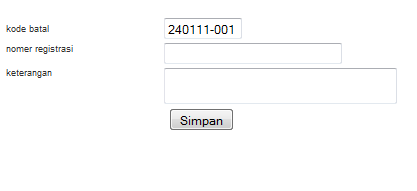 kode batal 240111-001
nomer registrasi
keterangan
Simpan